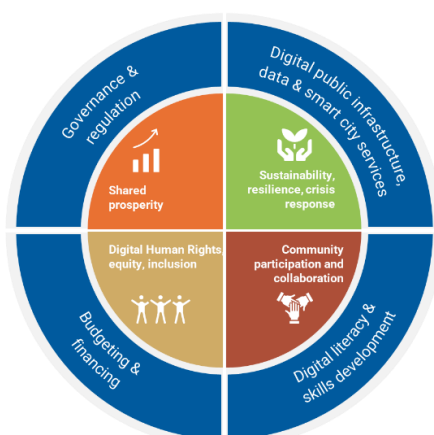 Governance &
regulation
Digital public infrastructure,
data & smart city services
Shared
prosperity
Sustainability,
resilience, crisis
response
Digital Human Rights,
equity, inclusion
Community
participation and
collaboration
Budgeting &
financing
Digital literacy &
skills development